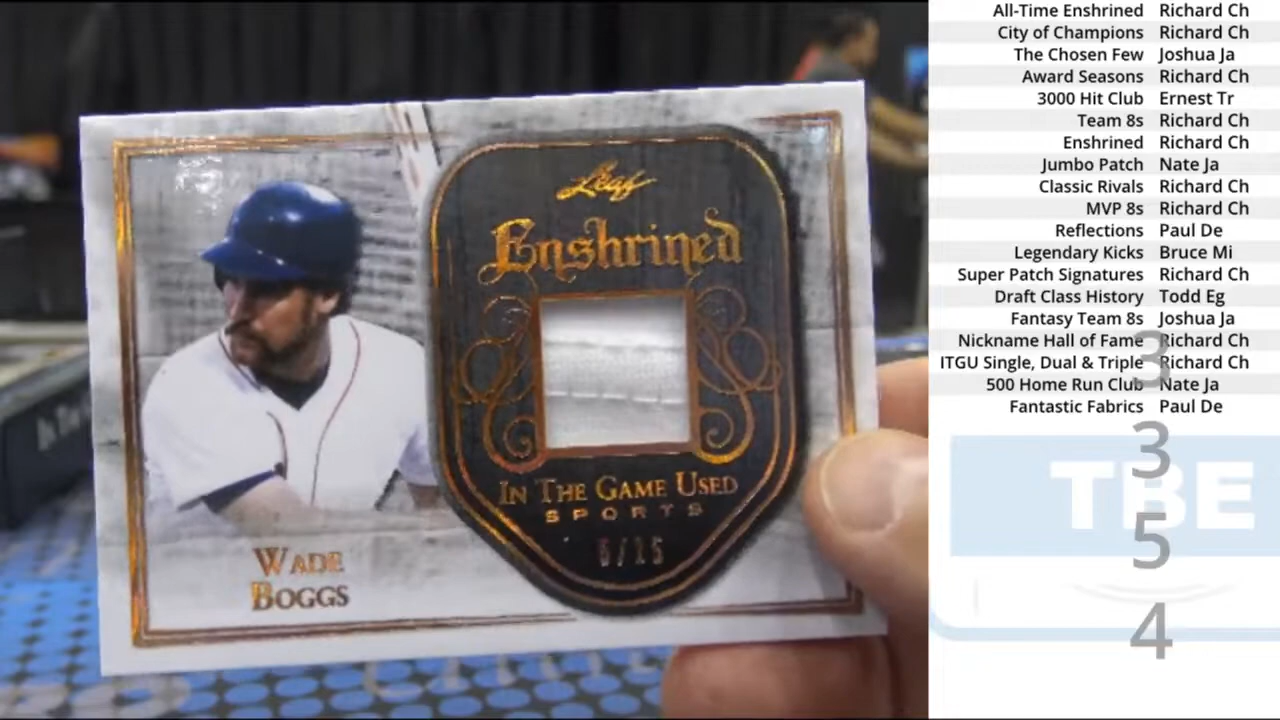 Leaf
Enshrined
IN THE GAME USED
SPORTS
6/15
WADE
BOGGS
All-Time Enshrined Richard Ch
City of Champions Richard Ch
The Chosen Few Joshua Ja
Award Seasons Richard Ch
3000 Hit Club Ernest Tr
Team 8s Richard Ch
Enshrined Richard Ch
Jumbo Patch Nate Ja
Classic Rivals Richard Ch
MVP 8s Richard Ch
Reflections Paul De
Legendary Kicks Bruce Mi
Super Patch Signatures Richard Ch
Draft Class History Todd Eg
Fantasy Team 8s Joshua Ja
Nickname Hall of Fame Richard Ch
ITGU Single, Dual & Triple Richard Ch
500 Home Run Club Nate Ja
Fantastic Fabrics Paul De
3
3
5
4
TBE